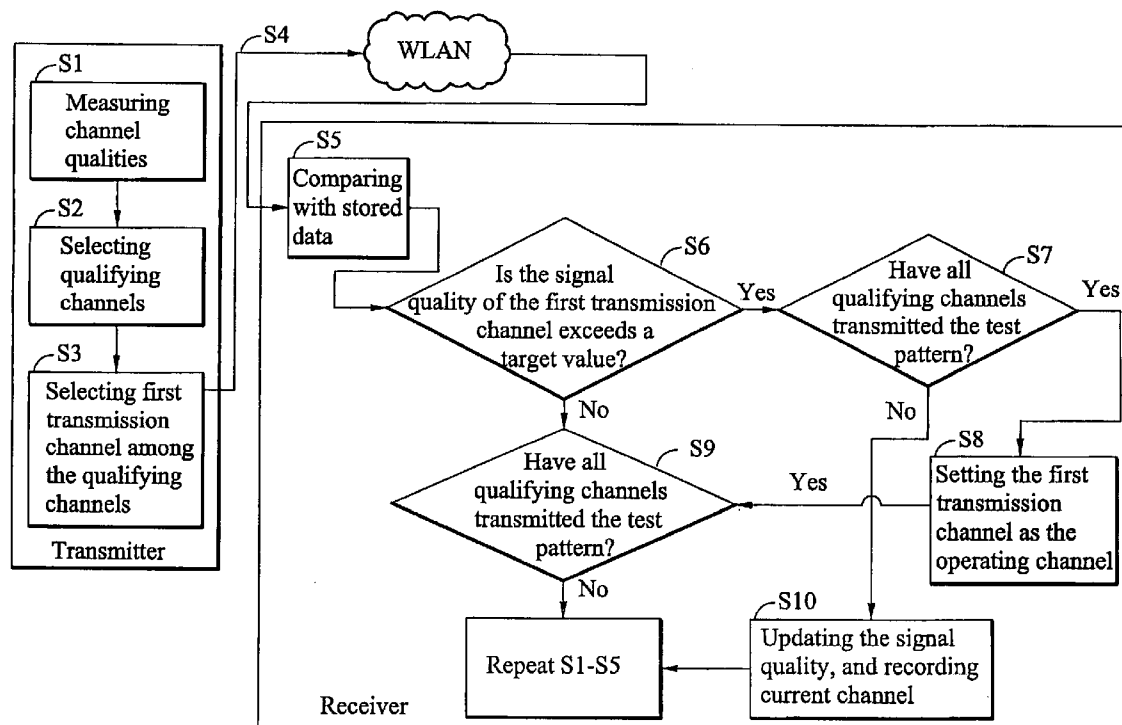 S4
WLAN
S1
Measuring
channel
qualities
S2
Selecting
qualifying
channels
S3
Selecting first
transmission
channel among
the qualifying
channels
Transmitter
S5
Comparing
with stored
data
S6
Is the signal
quality of the first transmission
channel exceeds a
target value?
Yes
No
S7
Have all
qualifying channels
transmitted the test
pattern?
Yes
No
S8
Setting the first
transmission
channel as the
operating channel
Yes
S9
Have all
qualifying channels
transmitted the test
pattern?
No
S10
Updating the signal
quality, and recording
current channel
Repeat S1-S5
Receiver